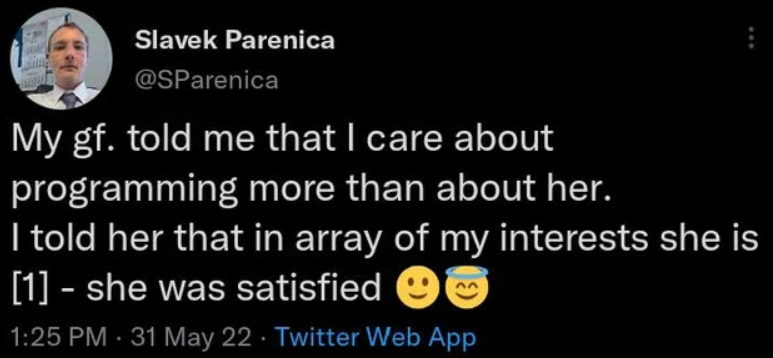 Slavek Parenica
@SParenica
My gf. told me that I care about
programming more than about her.
I told her that in array of my interests she is
[1] - she was satisfied 🙂😇
1:25 PM · 31 May 22 · Twitter Web App